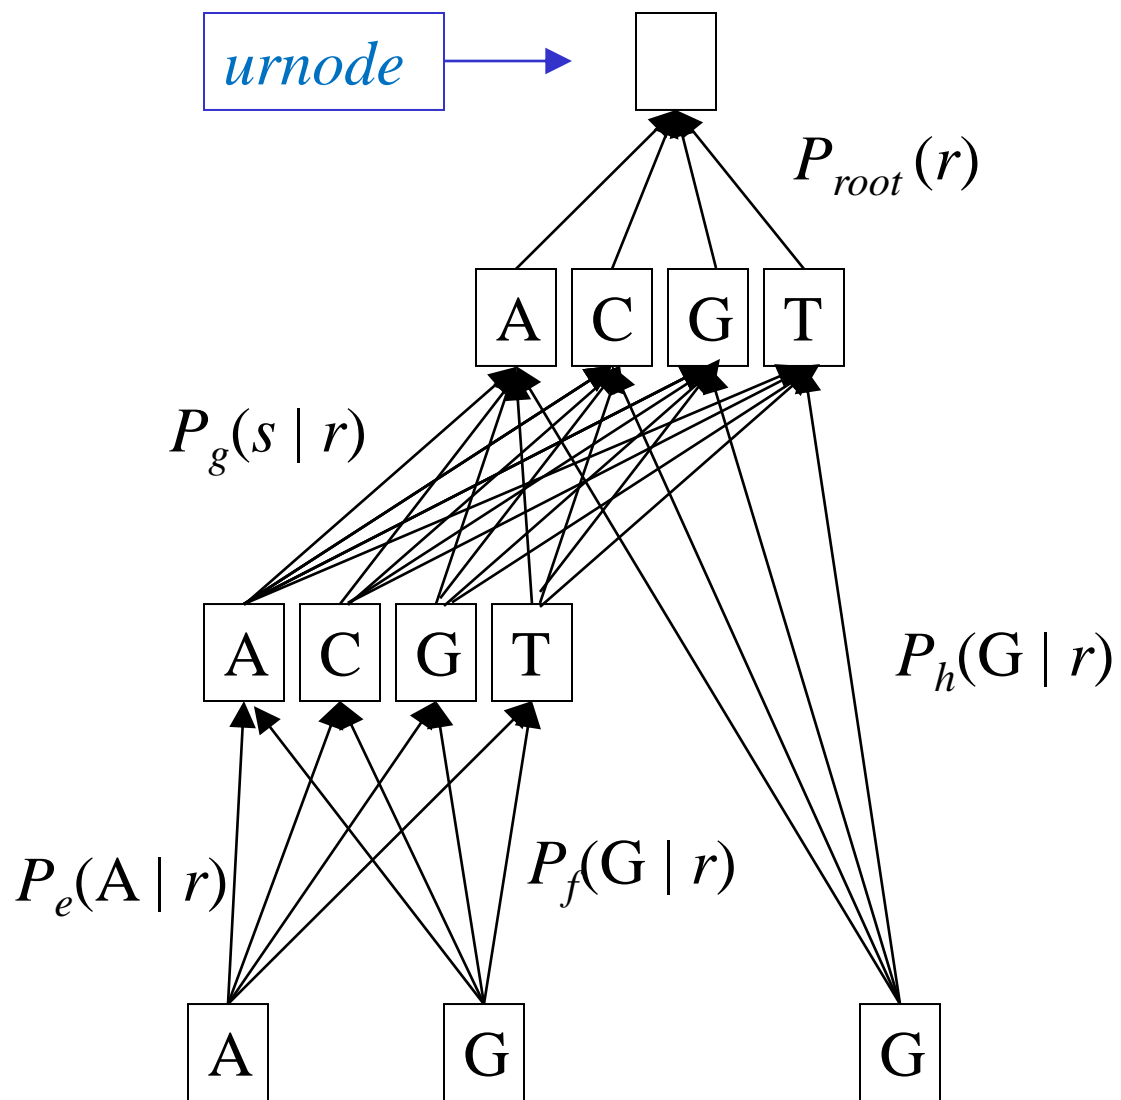 urnode
P_root(r)
A C G T
P_g(s | r)
A C G T
P_h(G | r)
P_e(A | r)
P_f(G | r)
A G G